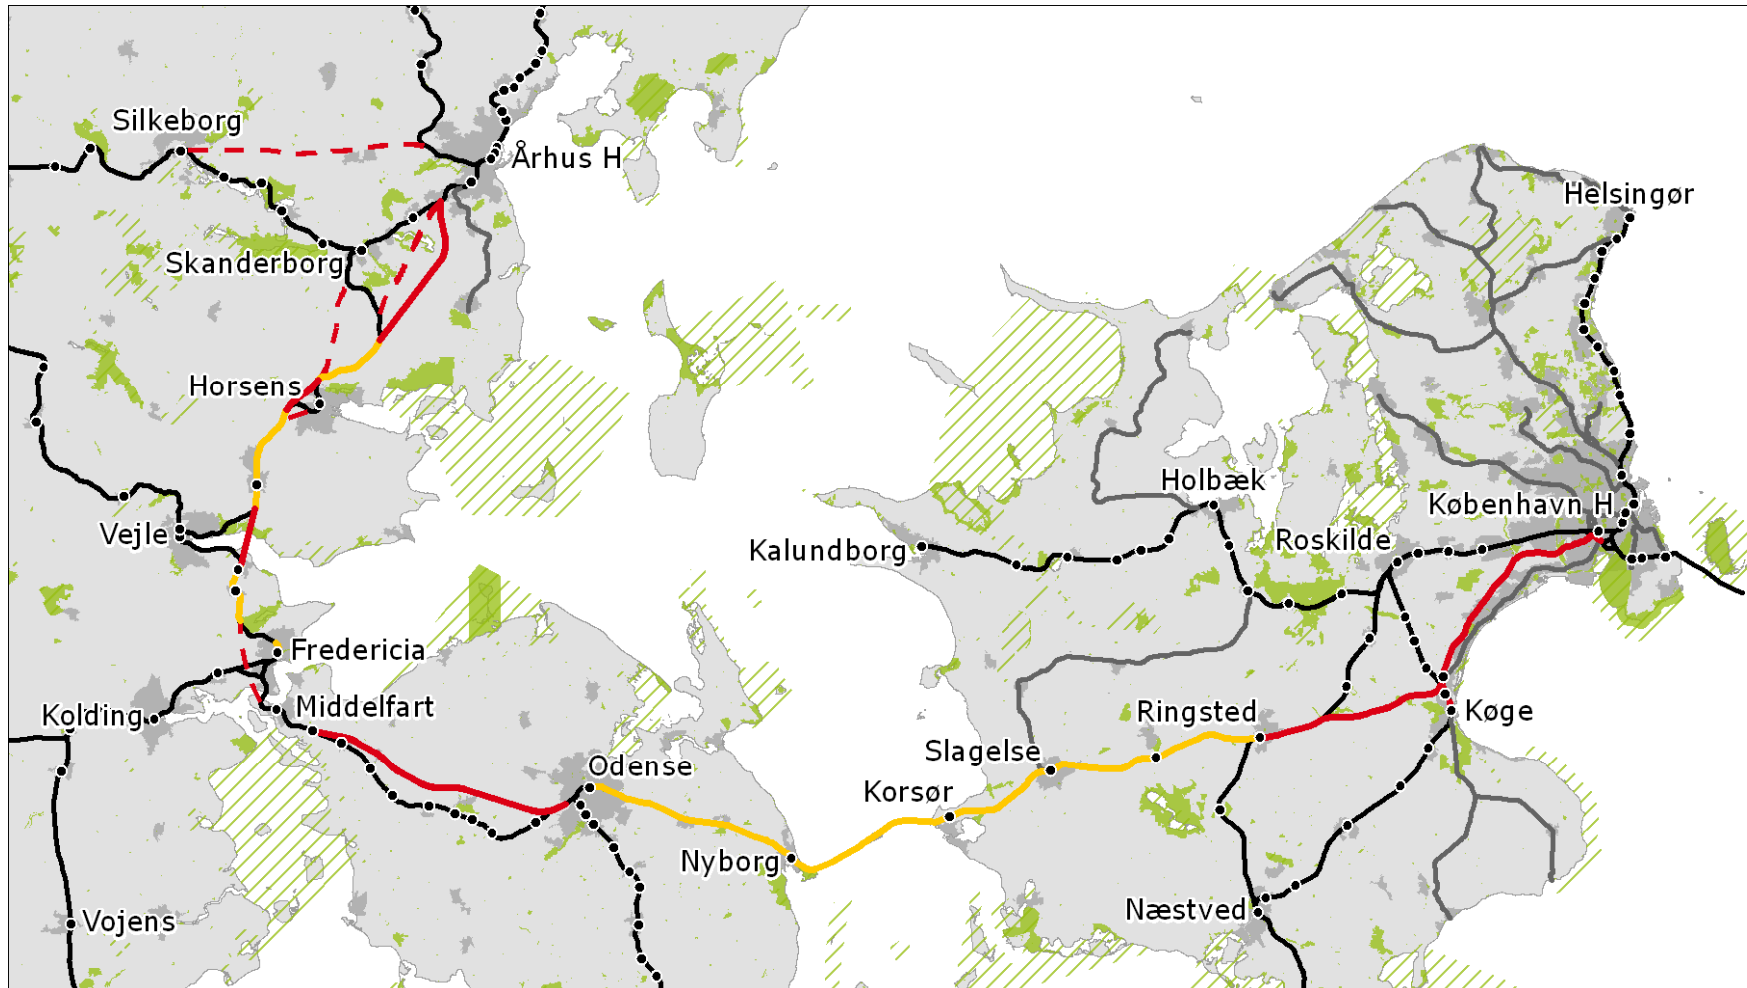 Silkeborg
Århus H
Helsingør
Skanderborg
Horsens
Holbæk
København H
Vejle
Kalundborg
Roskilde
Fredericia
Kolding
Middelfart
Ringsted
Køge
Slagelse
Odense
Korsør
Nyborg
Næstved
Vojens